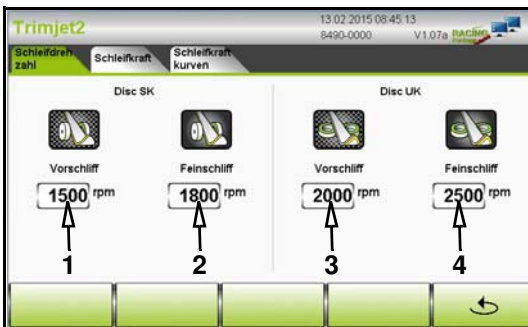 Trimjet2
13.02.2015 08:45:13
8490-0000 V1.07a RACING
Schleifdreh
zahl
Schleifkraft
Schleifkraft
kurven
Disc SK
Disc UK
Vorschliff
Feinschliff
Vorschliff
Feinschliff
1500 rpm
1800 rpm
2000 rpm
2500 rpm
1
2
3
4